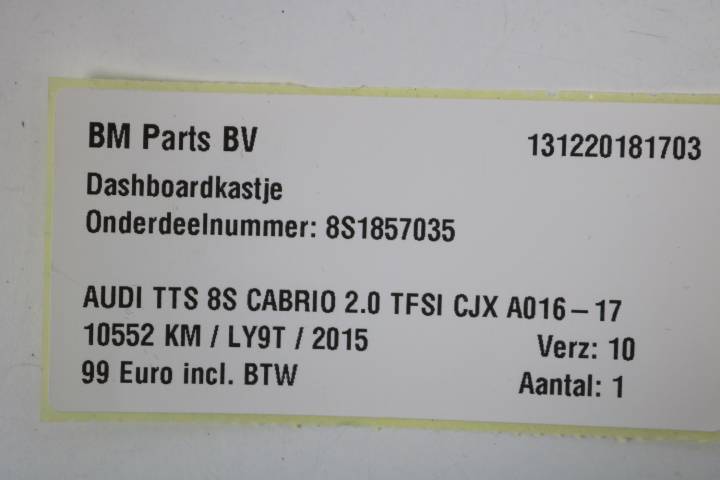 BM Parts BV 131220181703
Dashboardkastje
Onderdeelnummer: 8S1857035
AUDI TTS 8S CABRIO 2.0 TFSI CJX A016-17
10552 KM / LY9T / 2015 Verz: 10
99 Euro incl. BTW Aantal: 1